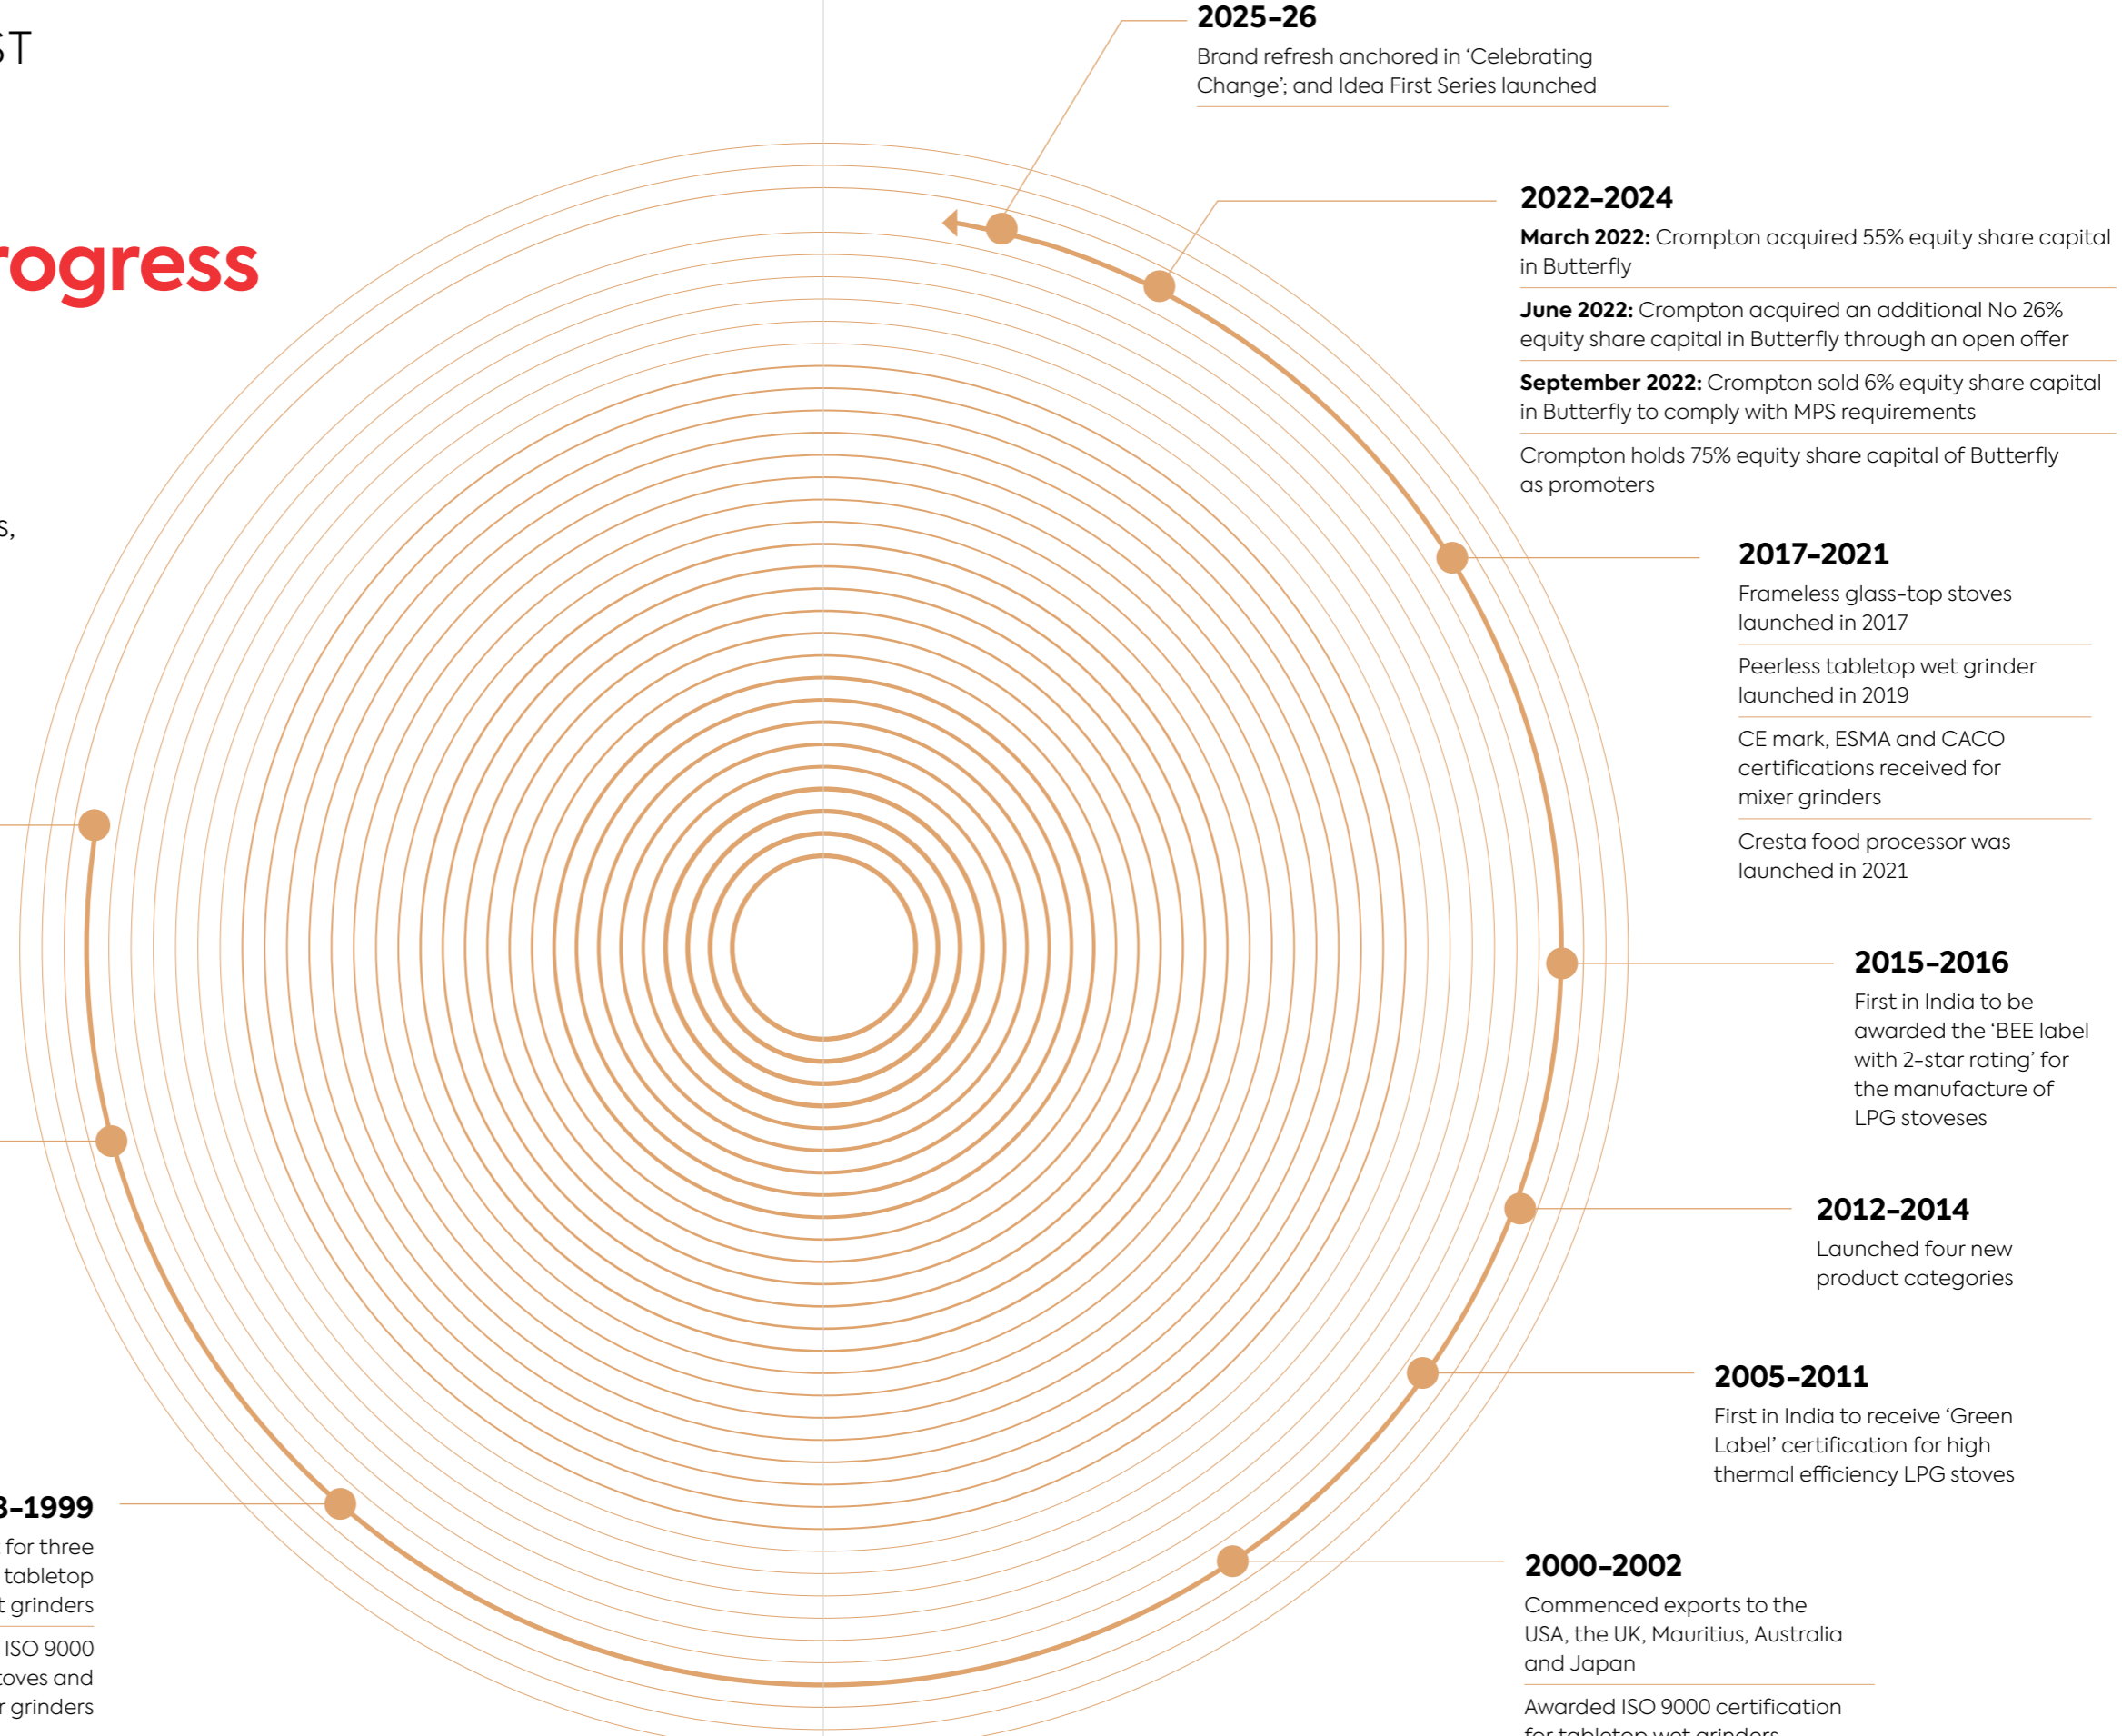 ST
rogress
s,
2025-26
Brand refresh anchored in ‘Celebrating
Change’; and Idea First Series launched
2022-2024
March 2022: Crompton acquired 55% equity share capital
in Butterfly
June 2022: Crompton acquired an additional No 26%
equity share capital in Butterfly through an open offer
September 2022: Crompton sold 6% equity share capital
in Butterfly to comply with MPS requirements
Crompton holds 75% equity share capital of Butterfly
as promoters
2017-2021
Frameless glass-top stoves
launched in 2017
Peerless tabletop wet grinder
launched in 2019
CE mark, ESMA and CACO
certifications received for
mixer grinders
Cresta food processor was
launched in 2021
2015-2016
First in India to be
awarded the ‘BEE label
with 2-star rating’ for
the manufacture of
LPG stoveses
2012-2014
Launched four new
product categories
2005-2011
First in India to receive ‘Green
Label’ certification for high
thermal efficiency LPG stoves
2000-2002
Commenced exports to the
USA, the UK, Mauritius, Australia
and Japan
Awarded ISO 9000 certification
for tabletop wet grinders
-1999
for three
tabletop
grinders
ISO 9000
toves and
grinders